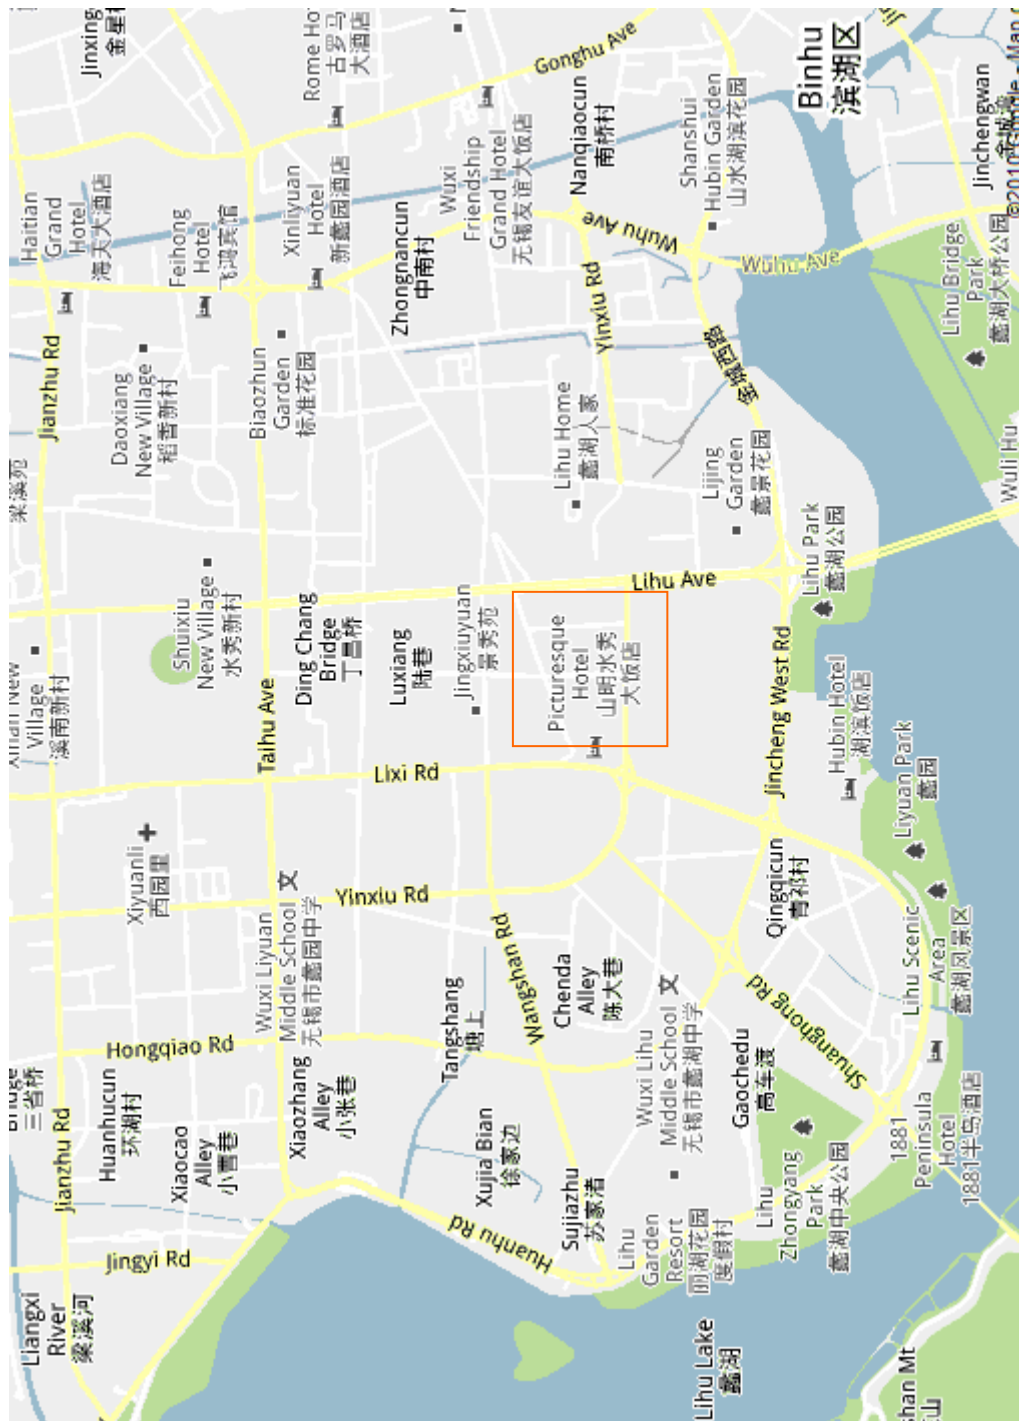 Liangxi
River
梁溪河
Jingyi Rd
Jianzhu Rd
三省桥
Huanhucun
环湖村
Xiaocao
Alley
小曹巷
Hongqiao Rd
Xiyuanli
西园里
New
Village
溪南新村
Shuixiu
New Village
水秀新村
梁溪苑
Jianzhu Rd
Daoxiang
New Village
稻香新村
Haitian
Grand
Hotel
海天大酒店
Feihong
Hotel
飞鸿宾馆
Jinxing
金星
Xiaozhang
Alley
小张巷
Wuxi Liyuan
Middle School
无锡市蠡园中学
Yinxiu Rd
Taihu Ave
Ding Chang
Bridge
丁昌桥
Biaozhun
Garden
标准花园
Xinliyuan
Hotel
新蠡园酒店
Rome Ho
古罗马
大酒店
Lixi Rd
Luxiang
陆巷
Zhongnancun
中南村
Huanhu Rd
Xujia Bian
徐家边
Tangshang
塘上
Wangshan Rd
Jingxiuyuan
景秀苑
Wuxi
Friendship
Grand Hotel
无锡友谊大饭店
Gonghu Ave
Sujiazhu
苏家渚
Chenda
Alley
陈大巷
Picturesque
Hotel
山明水秀
大饭店
Lihu Home
蠡湖人家
Yinxiu Rd
Nanqiaocun
南桥村
Wuhu Ave
Lihu
Garden
Resort
丽湖花园
度假村
Wuxi Lihu
Middle School
无锡市蠡湖中学
Lihu Ave
Lijing
Garden
蠡景花园
金城西路
Shanshui
Hubin Garden
山水湖滨花园
Lihu Lake
蠡湖
Gaochedu
高车渡
Shuanghong Rd
Qingqicun
青祁村
Jincheng West Rd
Wuhu Ave
Binhu
滨湖区
Lihu
Zhongyang
Park
蠡湖中央公园
Hubin Hotel
湖滨饭店
Lihu Park
蠡湖公园
1881
Peninsula
Hotel
1881半岛酒店
Lihu Scenic
Area
蠡湖风景区
Liyuan Park
蠡园
Lihu Bridge
Park
蠡湖大桥公园
Jinchengwan
金城湾
Wuli Hu
©2010